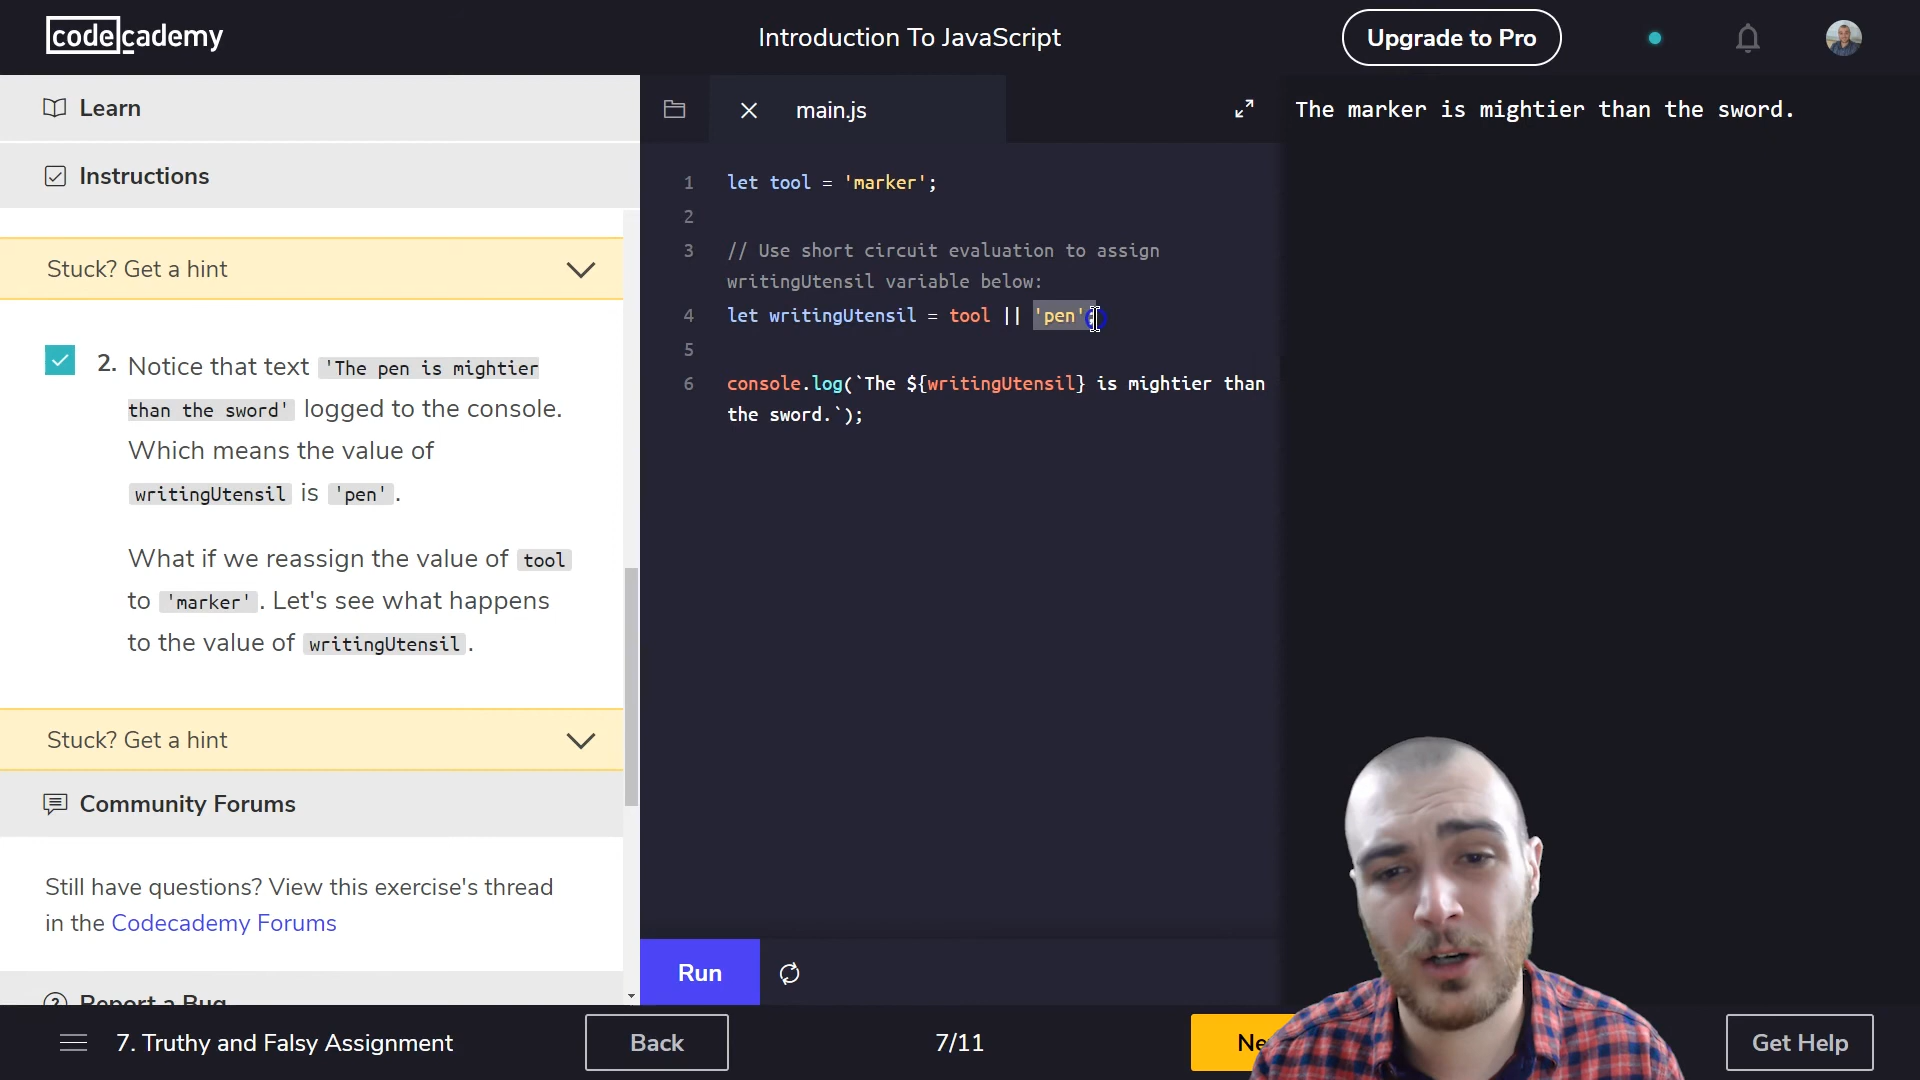 codecademy
Introduction To JavaScript
Upgrade to Pro
Learn
Instructions
Stuck? Get a hint
2. Notice that text 'The pen is mightier
than the sword' logged to the console.
Which means the value of
writingUtensil is 'pen'.
What if we reassign the value of tool
to 'marker'. Let's see what happens
to the value of writingUtensil.
Stuck? Get a hint
Community Forums
Still have questions? View this exercise's thread
in the Codecademy Forums
Report a Bug
main.js
1 let tool = 'marker';
2
3 // Use short circuit evaluation to assign
writingUtensil variable below:
4 let writingUtensil = tool || 'pen';
5
6 console.log(`The ${writingUtensil} is mightier than
the sword.`);
Run
The marker is mightier than the sword.
7. Truthy and Falsy Assignment
Back
7/11
Ne
Get Help